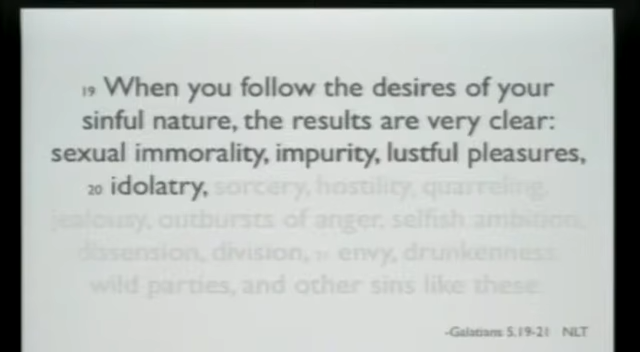 19 When you follow the desires of your
sinful nature, the results are very clear:
sexual immorality, impurity, lustful pleasures,
20 idolatry, sorcery, hostility, quarreling,
jealousy, outbursts of anger, selfish ambition,
dissension, division, 21 envy, drunkenness
wild parties, and other sins like these
-Galatians 5.19-21 NLT